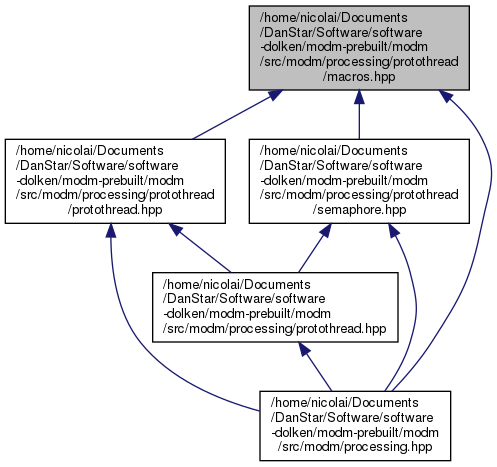 /home/nicolai/Documents
/DanStar/Software/software
-dolken/modm-prebuilt/modm
/src/modm/processing/protothread
/macros.hpp
/home/nicolai/Documents
/DanStar/Software/software
-dolken/modm-prebuilt/modm
/src/modm/processing/protothread
/protothread.hpp
/home/nicolai/Documents
/DanStar/Software/software
-dolken/modm-prebuilt/modm
/src/modm/processing/protothread
/semaphore.hpp
/home/nicolai/Documents
/DanStar/Software/software
-dolken/modm-prebuilt/modm
/src/modm/processing/protothread.hpp
/home/nicolai/Documents
/DanStar/Software/software
-dolken/modm-prebuilt/modm
/src/modm/processing.hpp